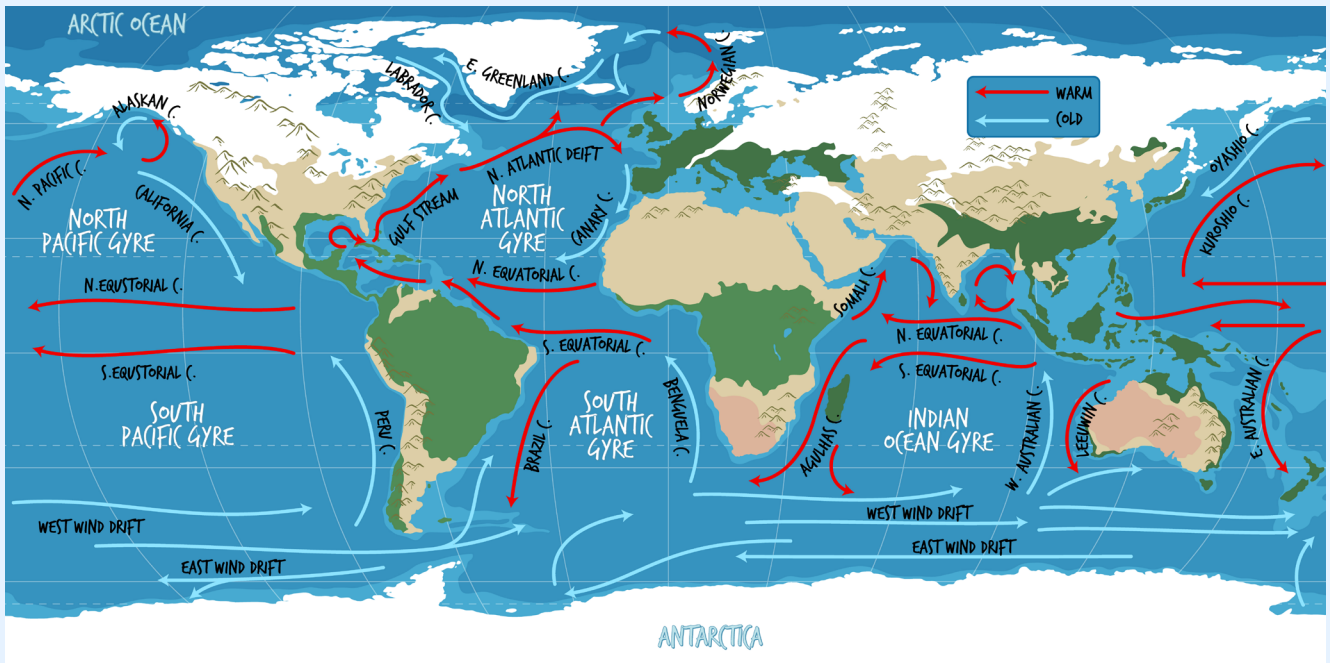 ARCTIC OCEAN
ALASKAN C.
LABRADOR C.
E. GREENLAND C.
NORWEGIAN C.
WARM
COLD
OYASHIO C.
N. PACIFIC C.
CALIFORNIA C.
NORTH
PACIFIC GYRE
GULF STREAM
N. ATLANTIC DEIFT
NORTH
ATLANTIC
GYRE
CANARY C.
KUROSHIO C.
N.EQUSTORIAL C.
N. EQUATORIAL C.
SOMALI C.
N. EQUATORIAL C.
S.EQUSTORIAL C.
S. EQUATORIAL C.
S. EQUATORIAL C.
SOUTH
PACIFIC GYRE
PERU C.
BRAZIL C.
SOUTH
ATLANTIC
GYRE
BENGUELA C.
AGULHAS C.
INDIAN
OCEAN GYRE
W. AUSTRALIAN C.
LEEUWIN C.
E. AUSTRALIAN C.
WEST WIND DRIFT
WEST WIND DRIFT
EAST WIND DRIFT
EAST WIND DRIFT
ANTARCTICA